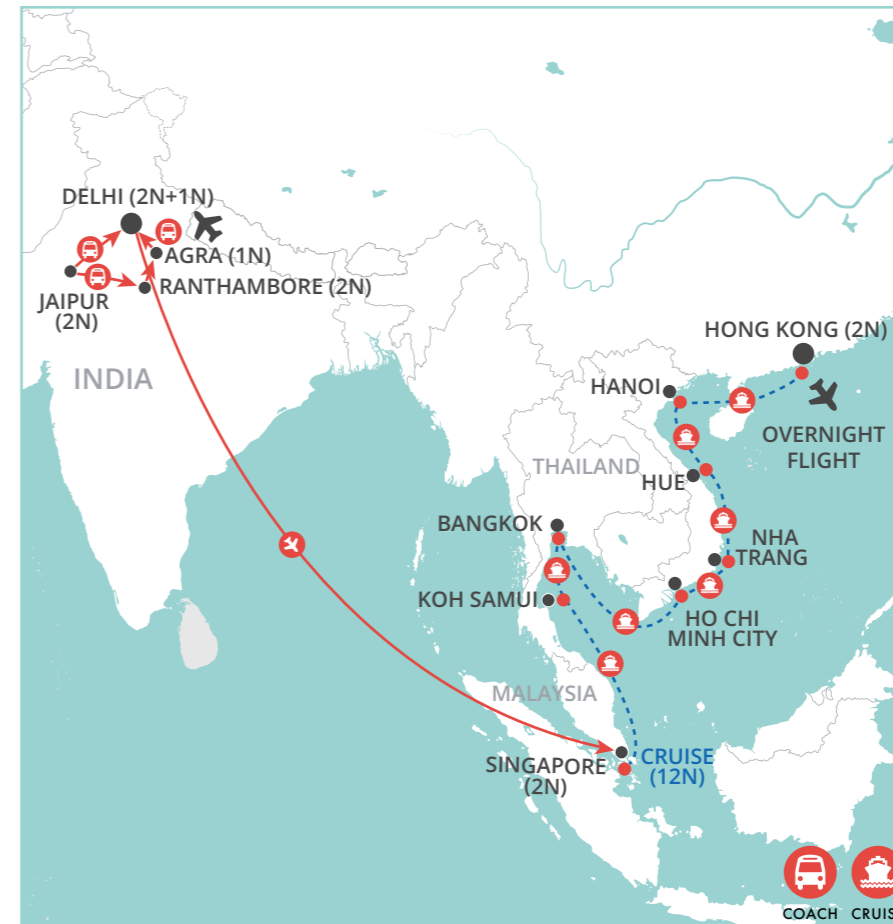 DELHI (2N+1N)
AGRA (1N)
RANTHAMBORE (2N)
JAIPUR
(2N)
INDIA
HONG KONG (2N)
HANOI
OVERNIGHT
FLIGHT
THAILAND
HUE
BANGKOK
NHA
TRANG
KOH SAMUI
HO CHI
MINH CITY
MALAYSIA
SINGAPORE
(2N)
CRUISE
(12N)
COACH
CRUIS